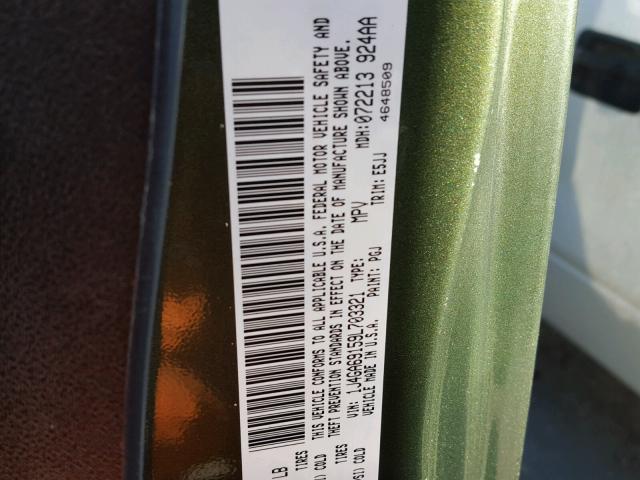 LB
TIRES
SI) COLD
THIS VEHICLE CONFORMS TO ALL APPLICABLE U.S.A. FEDERAL MOTOR VEHICLE SAFETY AND
THEFT PREVENTION STANDARDS IN EFFECT ON THE DATE OF MANUFACTURE SHOWN ABOVE.
TIRES
SI) COLD
VIN: 1J4GA69159L703321 TYPE: MPV MDH:072213 924AA
VEHICLE MADE IN U.S.A. PAINT: PGJ TRIM: E5JJ 4648509